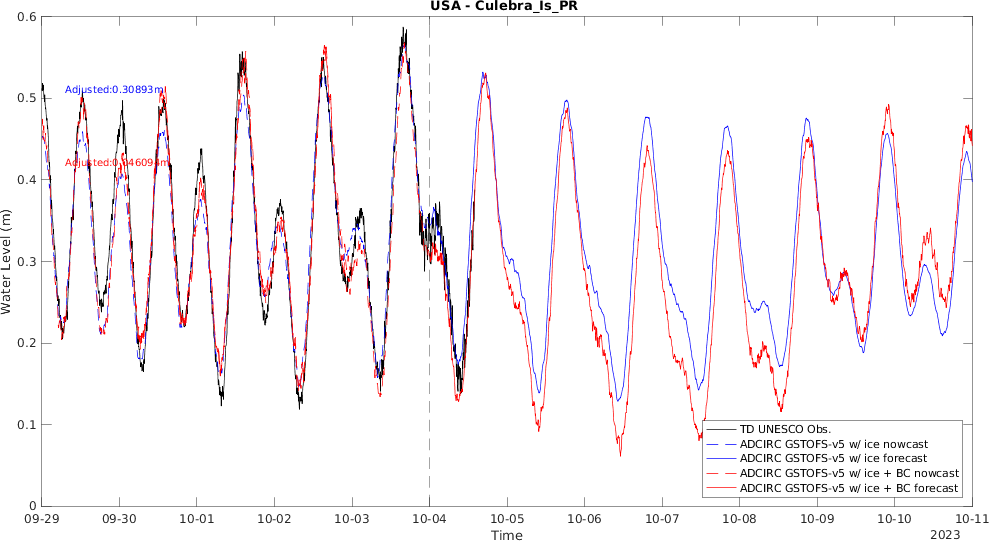 USA - Culebra_Is_PR
0.6
0.5
0.4
0.3
0.2
0.1
0
Water Level (m)
Adjusted:0.30893m
TD UNESCO Obs.
ADCIRC GSTOFS-v5 w/ ice nowcast
ADCIRC GSTOFS-v5 w/ ice forecast
ADCIRC GSTOFS-v5 w/ ice + BC nowcast
ADCIRC GSTOFS-v5 w/ ice + BC forecast
09-29 09-30 10-01 10-02 10-03 10-04 10-05 10-06 10-07 10-08 10-09 10-10 10-11
Time
2023